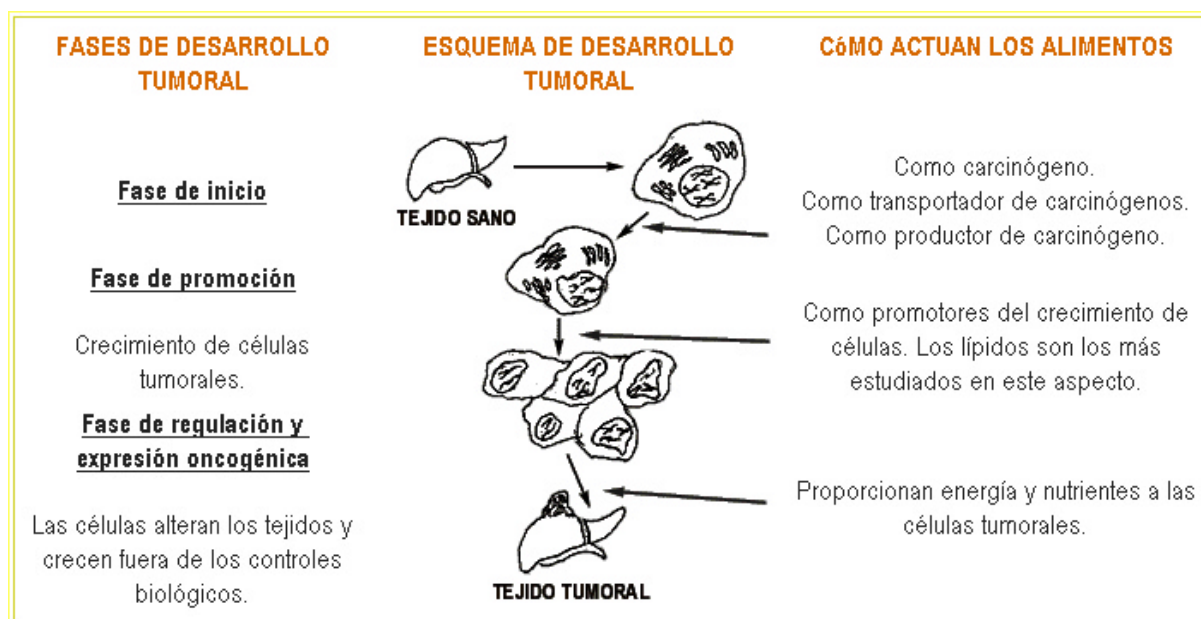 FASES DE DESARROLLO
TUMORAL
Fase de inicio
Fase de promoción
Crecimiento de células
tumorales.
Fase de regulación y
expresión oncogénica
Las células alteran los tejidos y
crecen fuera de los controles
biológicos.
ESQUEMA DE DESARROLLO
TUMORAL
TEJIDO SANO
TEJIDO TUMORAL
CóMO ACTUAN LOS ALIMENTOS
Como carcinógeno.
Como transportador de carcinógenos.
Como productor de carcinógeno.
Como promotores del crecimiento de
células. Los lípidos son los más
estudiados en este aspecto.
Proporcionan energía y nutrientes a las
células tumorales.